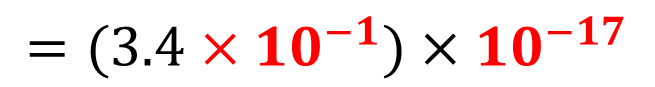 = (3.4 × 10⁻¹) × 10⁻¹⁷